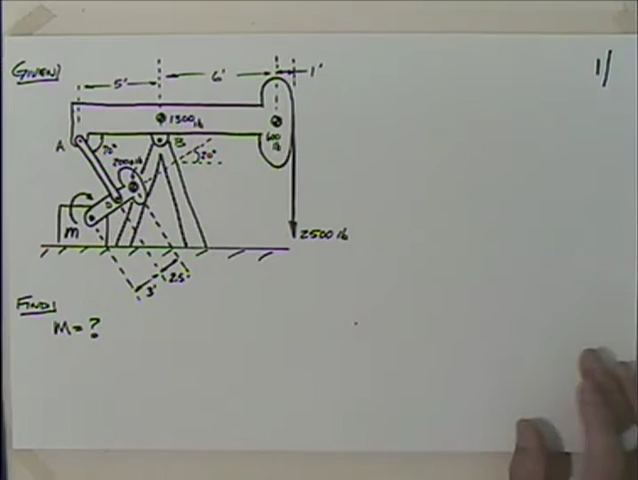 GIVEN:
1/
5'
6'
1'
1300 lb
A
70°
B
600 lb
20°
2000 lb
M
2500 lb
3'
2.5'
FIND:
M = ?